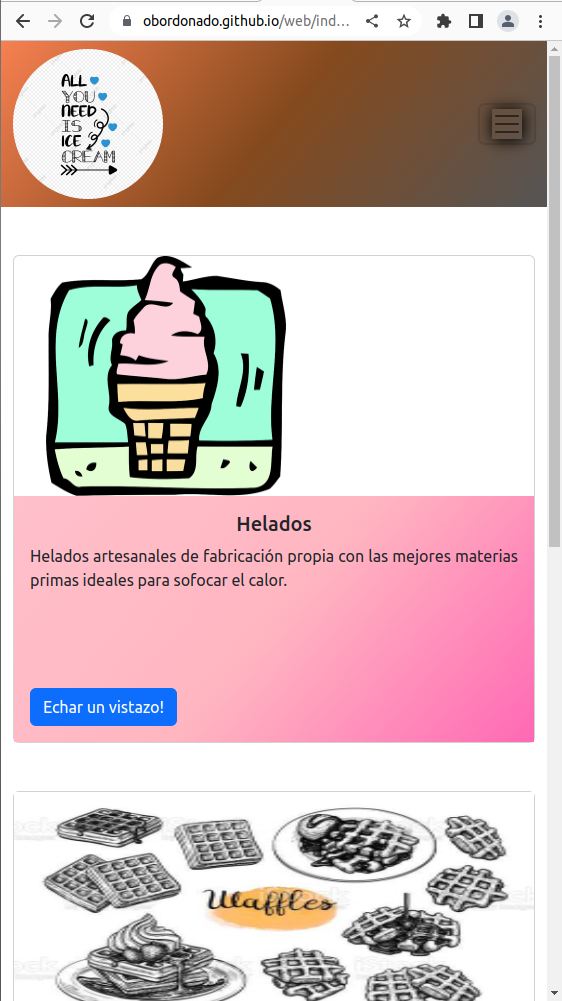 obordonado.github.io/web/ind…
ALL
YOU
NEED
IS
ICE
CREAM
Helados
Helados artesanales de fabricación propia con las mejores materias
primas ideales para sofocar el calor.
Echar un vistazo!
Waffles